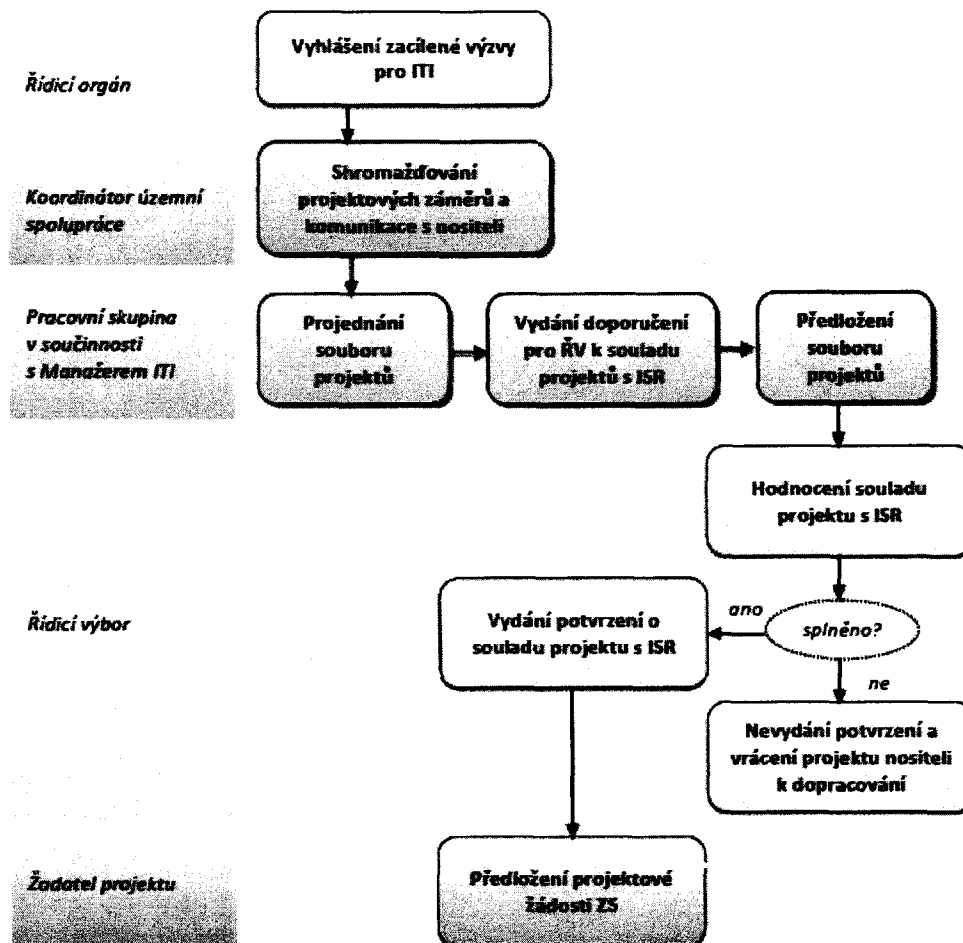 Vyhlášení zacílené výzvy
pro ITI
Řídicí orgán
Shromažďování
projektových záměrů a
komunikace s nositeli
Koordinátor územní
spolupráce
Pracovní skupina
v součinnosti
s Manažerem ITI
Projednání
souboru
projektů
Vydání doporučení
pro ŘV k souladu
projektů s ISR
Předložení
souboru
projektů
Hodnocení souladu
projektu s ISR
Řídicí výbor
splněno?
ano
ne
Vydání potvrzení o
souladu projektu s ISR
Nevydání potvrzení a
vrácení projektu nositeli
k dopracování
Žadatel projektu
Předložení projektové
žádosti ZS